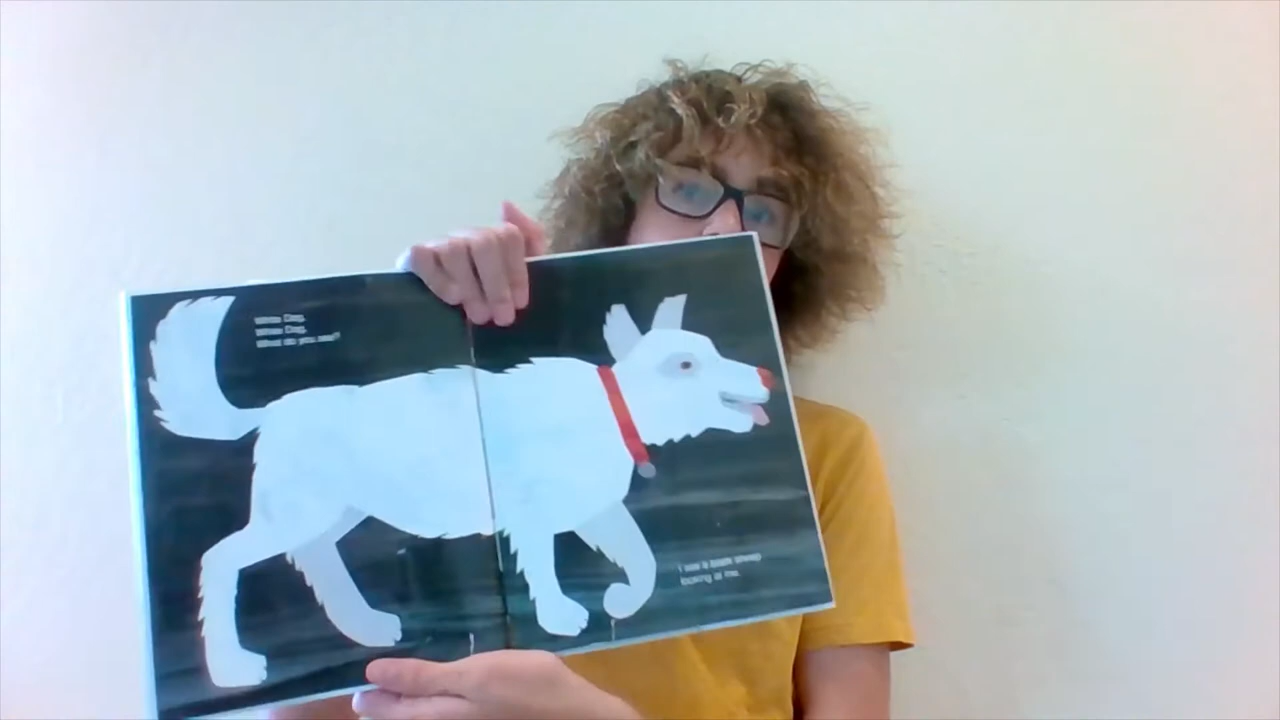 White Dog,
White Dog,
What do you see?
I see a black sheep
looking at me.